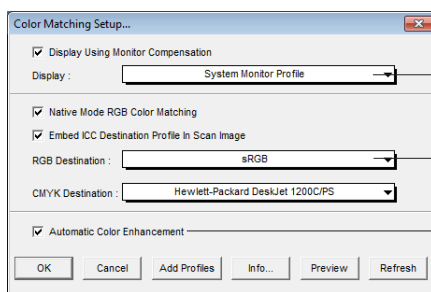 Color Matching Setup...
Display Using Monitor Compensation
Display : System Monitor Profile
Native Mode RGB Color Matching
Embed ICC Destination Profile In Scan Image
RGB Destination : sRGB
CMYK Destination : Hewlett-Packard DeskJet 1200C/PS
Automatic Color Enhancement
OK Cancel Add Profiles Info... Preview Refresh